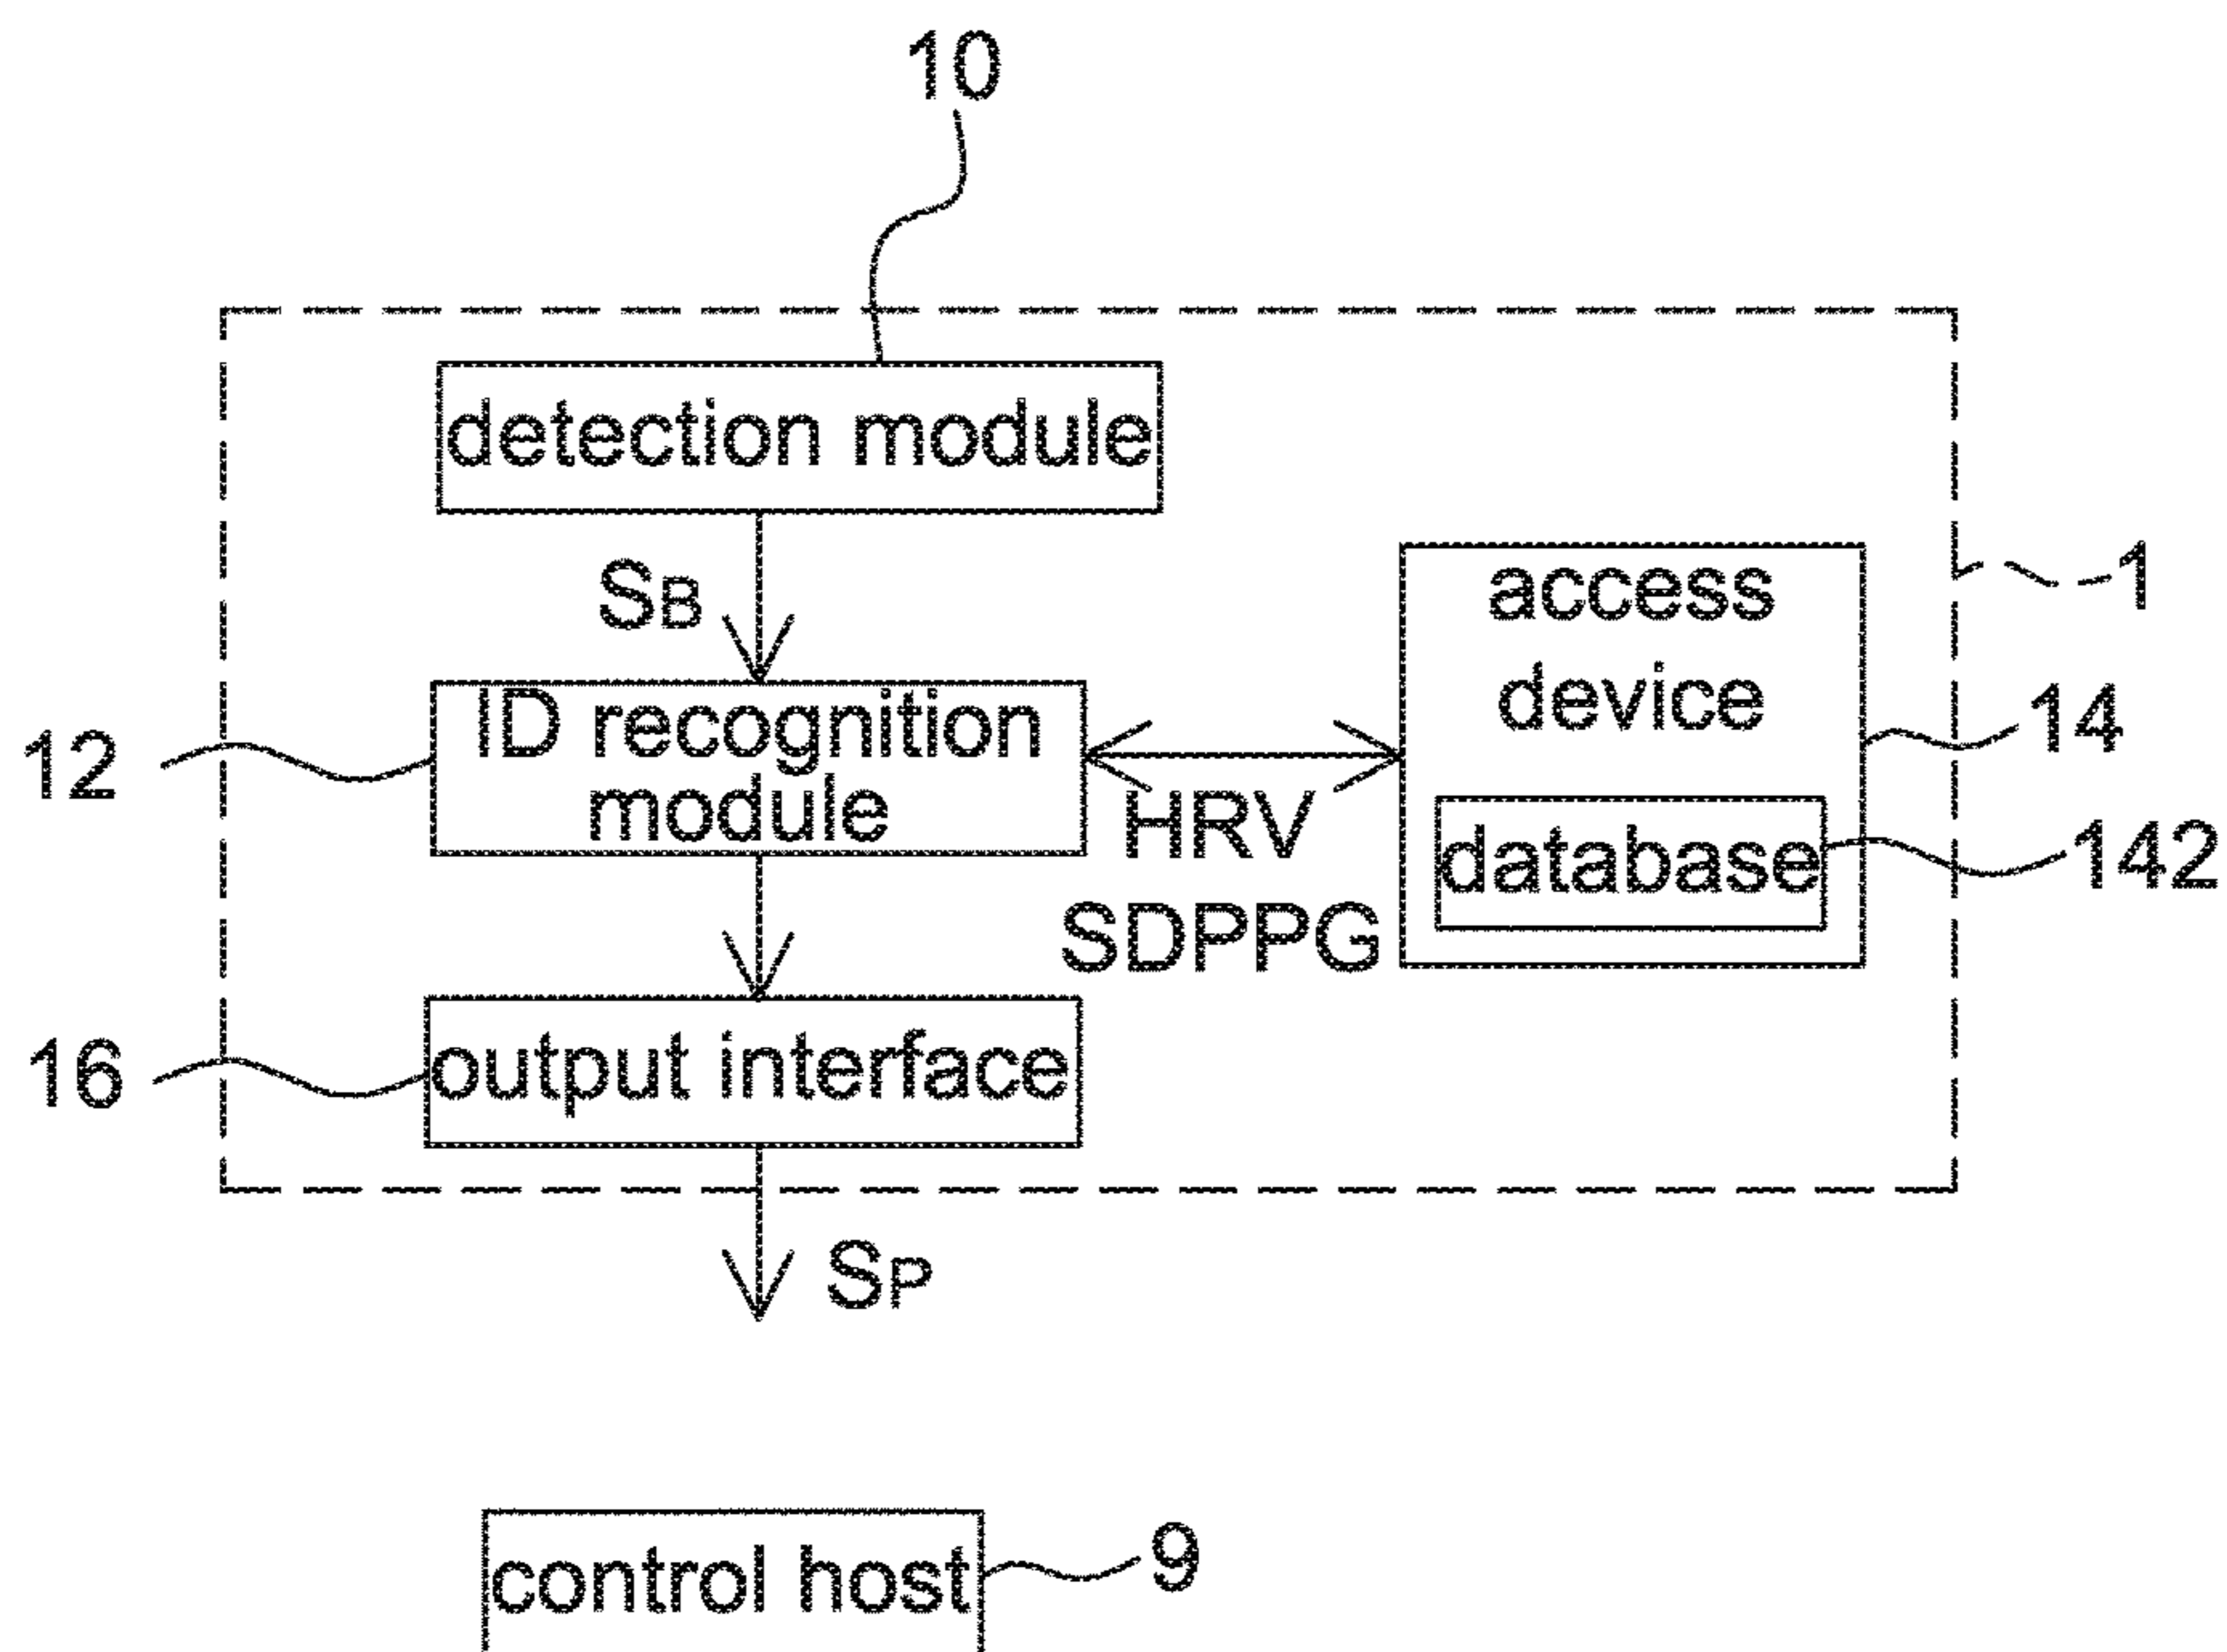 10
detection module
SB
access
device
1
ID recognition
module
12
14
HRV
SDPPG
database
142
output interface
16
SP
control host
9